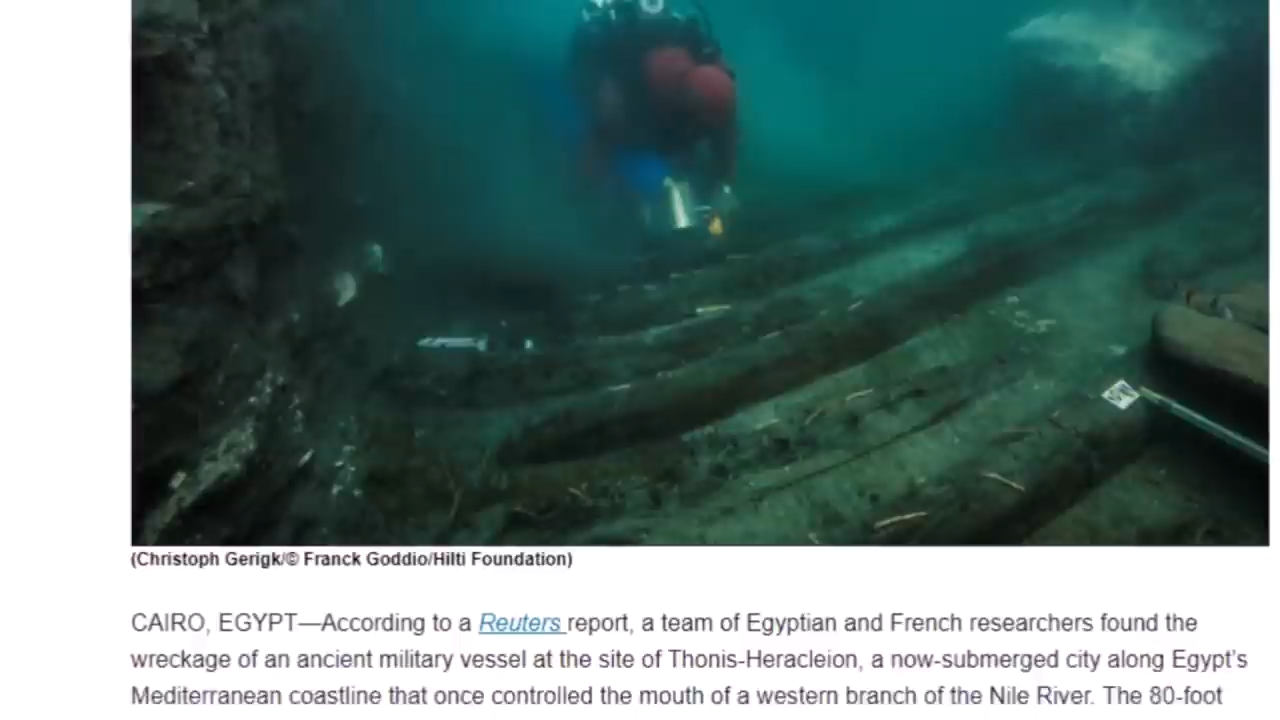 (Christoph Gerigk/© Franck Goddio/Hilti Foundation)
CAIRO, EGYPT—According to a Reuters report, a team of Egyptian and French researchers found the
wreckage of an ancient military vessel at the site of Thonis-Heracleion, a now-submerged city along Egypt's
Mediterranean coastline that once controlled the mouth of a western branch of the Nile River. The 80-foot